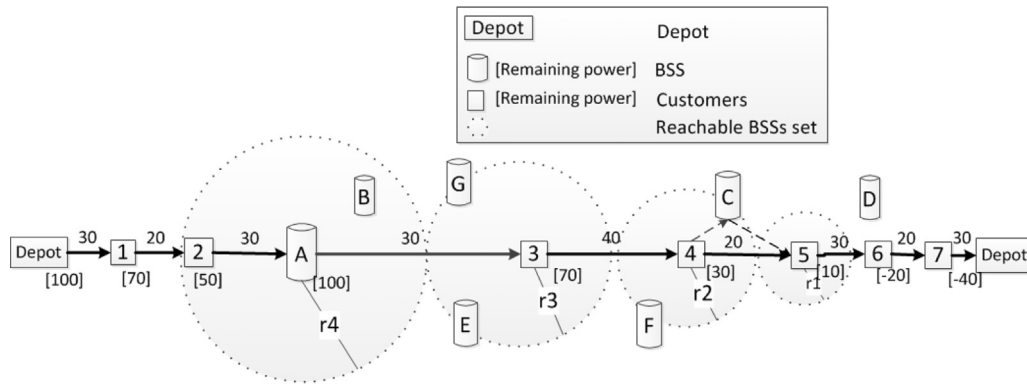 Depot Depot
[Remaining power] BSS
[Remaining power] Customers
Reachable BSSs set
B
G
C
D
30
20
30
30
40
20
30
20
30
Depot
1
2
A
3
4
5
6
7
Depot
[100]
[70]
[50]
[100]
[70]
[30]
[10]
[-20]
[-40]
r4
r3
r2
r1
E
F